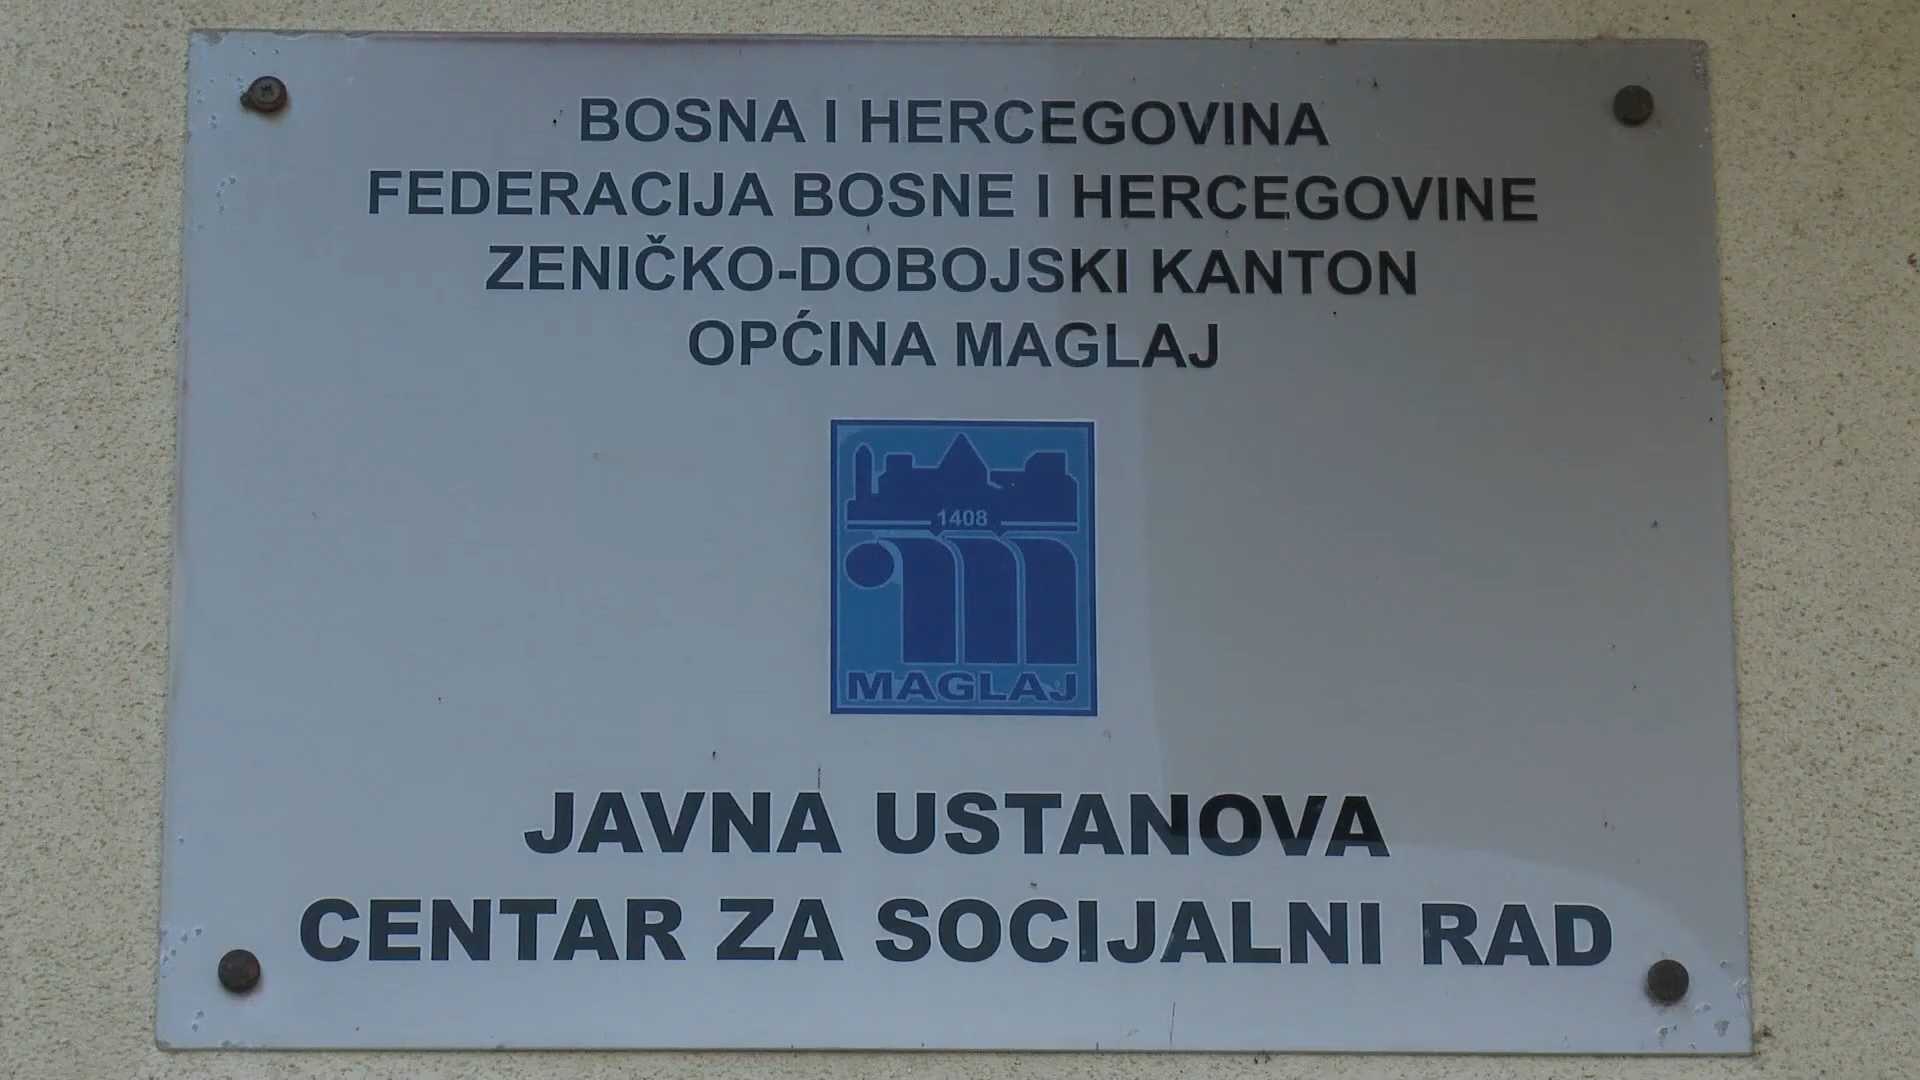 BOSNA I HERCEGOVINA
FEDERACIJA BOSNE I HERCEGOVINE
ZENIČKO-DOBOJSKI KANTON
OPĆINA MAGLAJ
1408
MAGLAJ
JAVNA USTANOVA
CENTAR ZA SOCIJALNI RAD